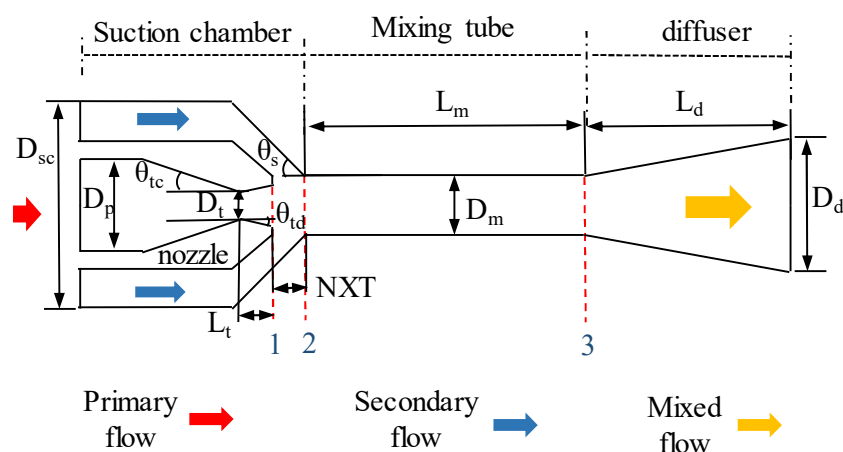 Suction chamber
Mixing tube
diffuser
Lm
Ld
Dsc
θs
θtc
Dp
Dt
θtd
Dm
Dd
nozzle
NXT
Lt
1
2
3
Primary
flow
Secondary
flow
Mixed
flow